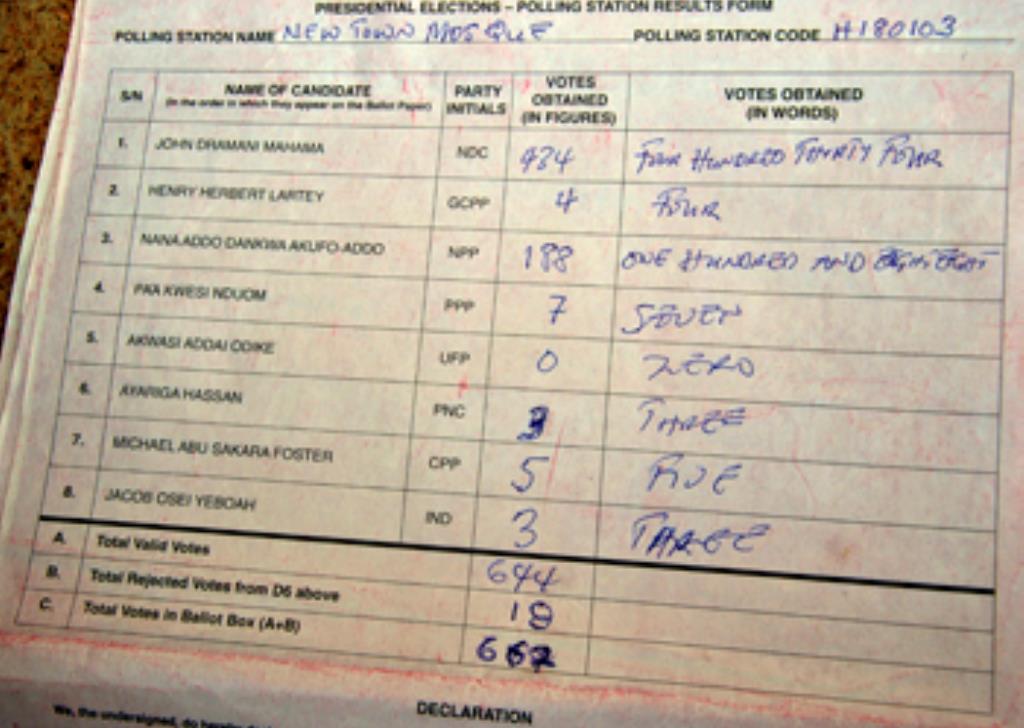 PRESIDENTIAL ELECTIONS – POLLING STATION RESULTS FORM
POLLING STATION NAME NEW TOWN MOSQUE POLLING STATION CODE H180103
S/N NAME OF CANDIDATE (in the order in which they appear on the Ballot Paper) PARTY INITIALS VOTES OBTAINED (IN FIGURES) VOTES OBTAINED (IN WORDS)
1. JOHN DRAMANI MAHAMA NDC 434 FOUR HUNDRED THIRTY FOUR
2. HENRY HERBERT LARTEY GCPP 4 FOUR
3. NANA ADDO DANKWA AKUFO-ADDO NPP 188 ONE HUNDRED AND EIGHTY EIGHT
4. PAA KWESI NDUOM PPP 7 SEVEN
5. AKWASI ADDAI ODIKE UFP 0 ZERO
6. AYARIGA HASSAN PNC 3 THREE
7. MICHAEL ABU SAKARA FOSTER CPP 5 FIVE
8. JACOB OSEI YEBOAH IND 3 THREE
A. Total Valid Votes 644
B. Total Rejected Votes from D6 above 18
C. Total Votes in Ballot Box (A+B) 662
DECLARATION
We, the undersigned, do hereby